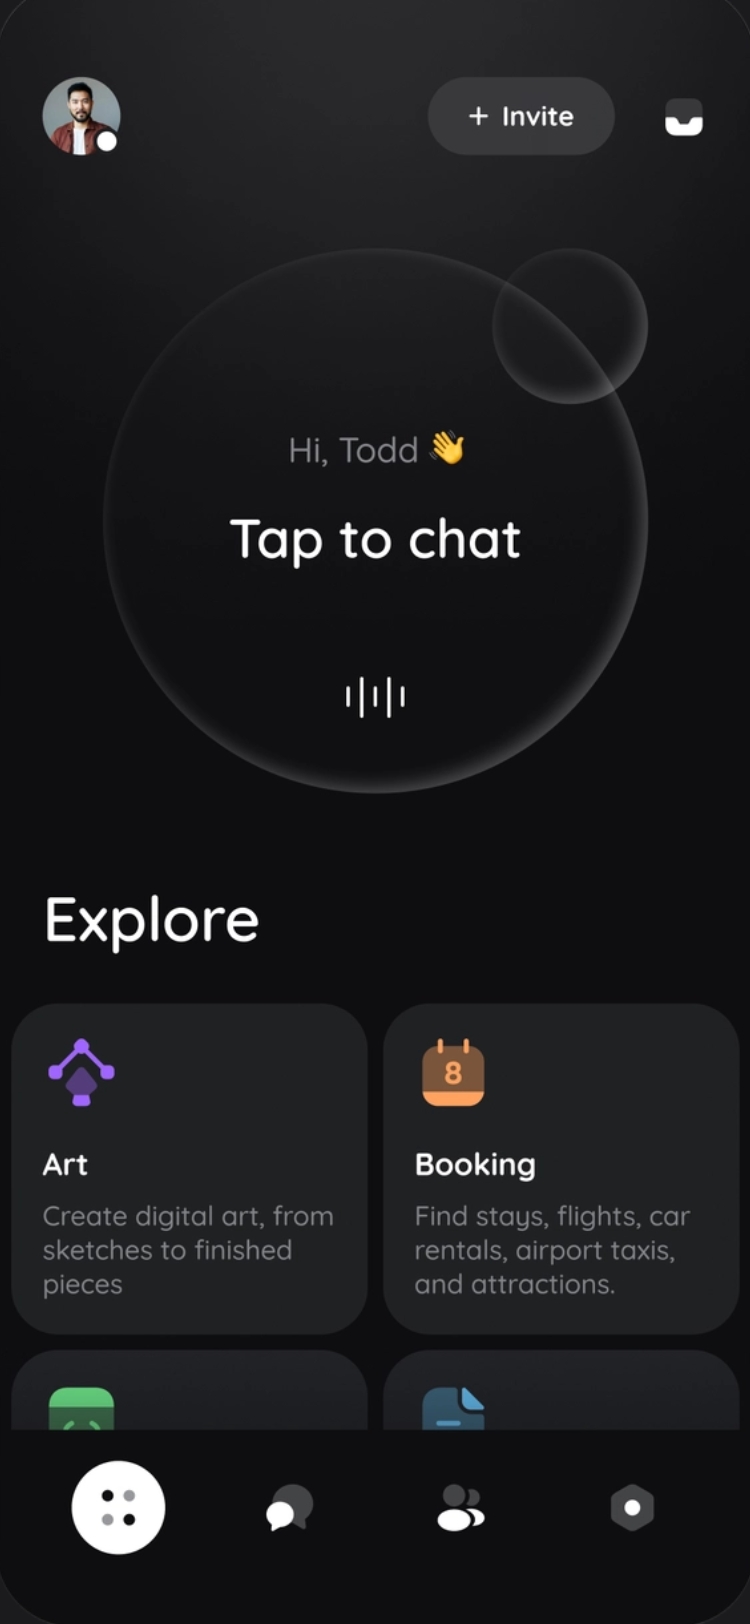 + Invite
Hi, Todd 👋
Tap to chat
Explore
Art
Create digital art, from
sketches to finished
pieces
8
Booking
Find stays, flights, car
rentals, airport taxis,
and attractions.